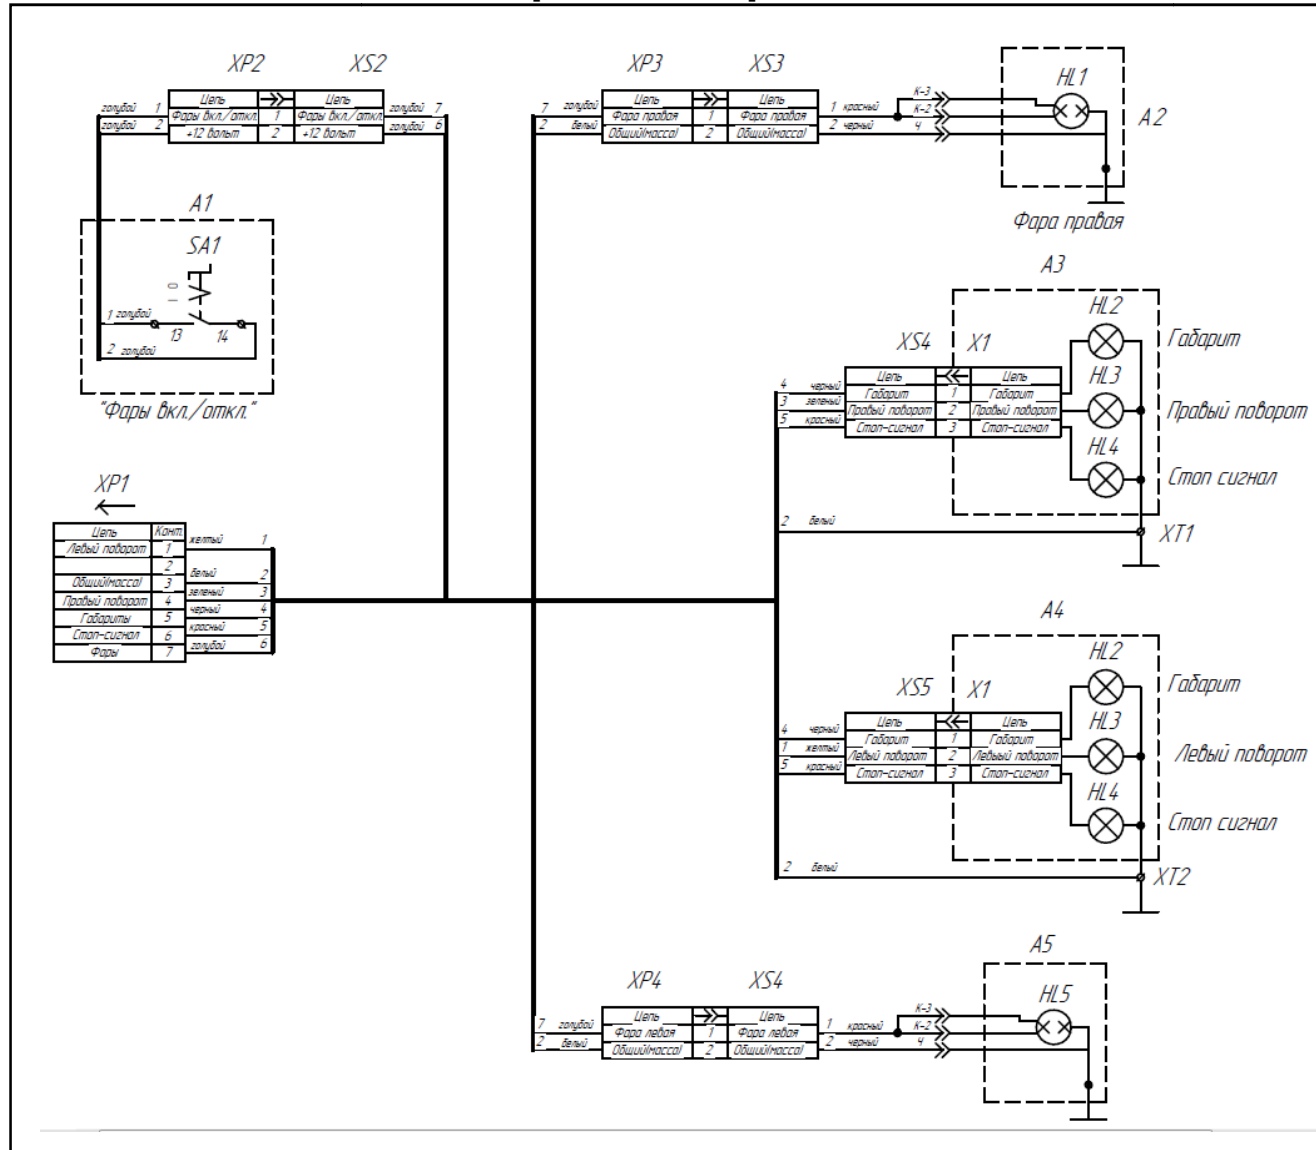 XP2 XS2
голубой 1 Цепь Цепь голубой 7
голубой 2 Фары вкл./откл. 1 Фары вкл./откл. голубой 6
+12 вольт 2 +12 вольт
A1
SA1
I 0
1 голубой
13 14
2 голубой
"Фары вкл./откл."
XP1
Цепь Конт.
Левый поворот 1 желтый 1
2
Общий(масса) 3 белый 2
Правый поворот 4 зеленый 3
Габариты 5 черный 4
Стоп-сигнал 6 красный 5
Фары 7 голубой 6
XP3 XS3
Цепь Цепь
7 голубой Фара правая 1 Фара правая 1 красный
2 белый Общий(масса) 2 Общий(масса) 2 черный
К-3
К-2
Ч
HL1
A2
Фара правая
A3
XS4 X1
Цепь Цепь
4 черный Габарит 1 Габарит
3 зеленый Правый поворот 2 Правый поворот
5 красный Стоп-сигнал 3 Стоп-сигнал
HL2
Габарит
HL3
Правый поворот
HL4
Стоп сигнал
2 белый
XT1
A4
XS5 X1
Цепь Цепь
4 черный Габарит 1 Габарит
1 желтый Левый поворот 2 Левыый поворот
5 красный Стоп-сигнал 3 Стоп-сигнал
HL2
Габарит
HL3
Левый поворот
HL4
Стоп сигнал
2 белый
XT2
XP4 XS4
Цепь Цепь
7 голубой Фара левая 1 Фара левая 1 красный
2 белый Общий(масса) 2 Общий(масса) 2 черный
К-3
К-2
Ч
A5
HL5